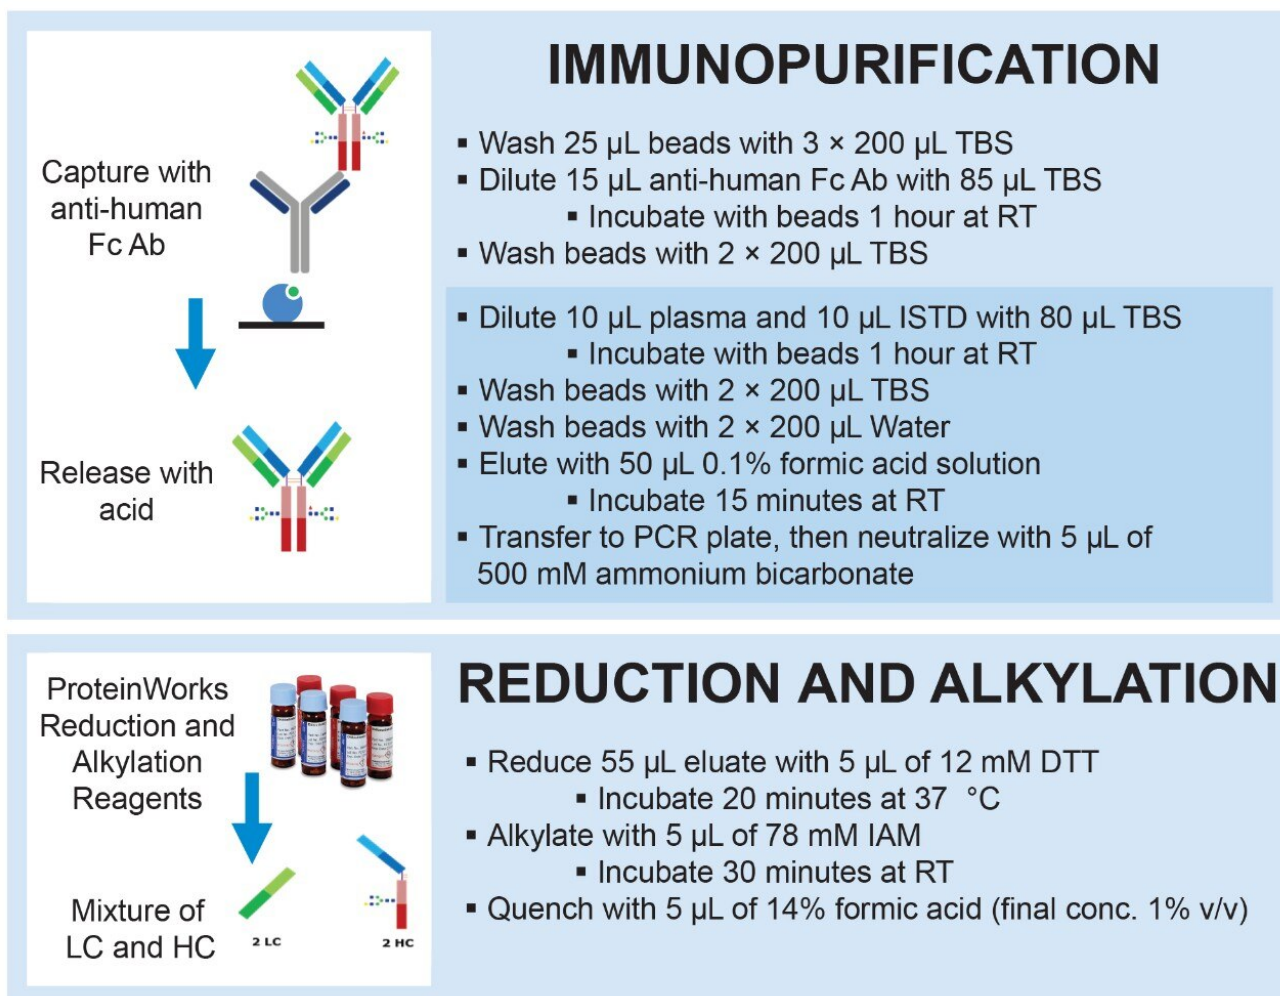 IMMUNOPURIFICATION
Capture with
anti-human
Fc Ab
Release with
acid
▪ Wash 25 µL beads with 3 × 200 µL TBS
▪ Dilute 15 µL anti-human Fc Ab with 85 µL TBS
▪ Incubate with beads 1 hour at RT
▪ Wash beads with 2 × 200 µL TBS
▪ Dilute 10 µL plasma and 10 µL ISTD with 80 µL TBS
▪ Incubate with beads 1 hour at RT
▪ Wash beads with 2 × 200 µL TBS
▪ Wash beads with 2 × 200 µL Water
▪ Elute with 50 µL 0.1% formic acid solution
▪ Incubate 15 minutes at RT
▪ Transfer to PCR plate, then neutralize with 5 µL of
500 mM ammonium bicarbonate
REDUCTION AND ALKYLATION
ProteinWorks
Reduction and
Alkylation
Reagents
Mixture of
LC and HC
2 LC
2 HC
▪ Reduce 55 µL eluate with 5 µL of 12 mM DTT
▪ Incubate 20 minutes at 37 °C
▪ Alkylate with 5 µL of 78 mM IAM
▪ Incubate 30 minutes at RT
▪ Quench with 5 µL of 14% formic acid (final conc. 1% v/v)